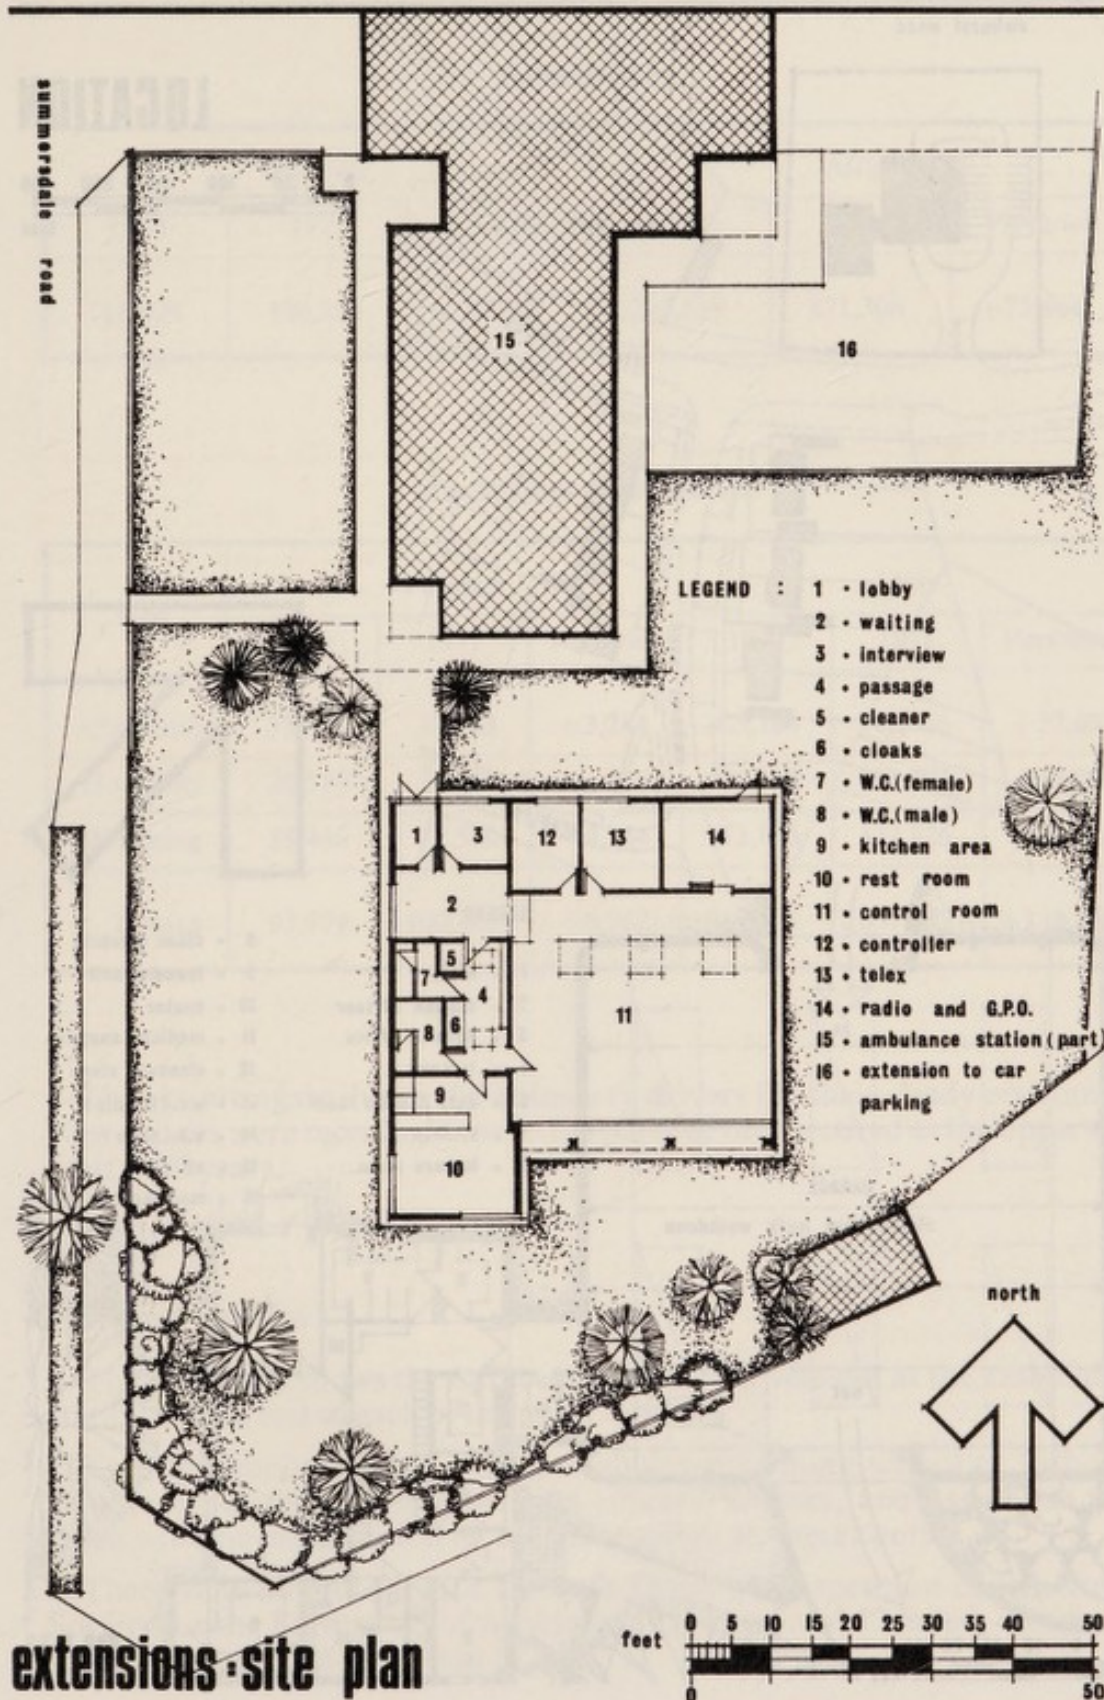 summersdale road
15
16
LEGEND :
1 • lobby
2 • waiting
3 • interview
4 • passage
5 • cleaner
6 • cloaks
7 • W.C.(female)
8 • W.C.(male)
9 • kitchen area
10 • rest room
11 • control room
12 • controller
13 • telex
14 • radio and G.P.O.
15 • ambulance station (part)
16 • extension to car
parking
1
3
12
13
14
2
5
7
4
6
8
11
9
10
north
feet
0 5 10 15 20 25 30 35 40 50
0 50
extensions : site plan
LOCATION